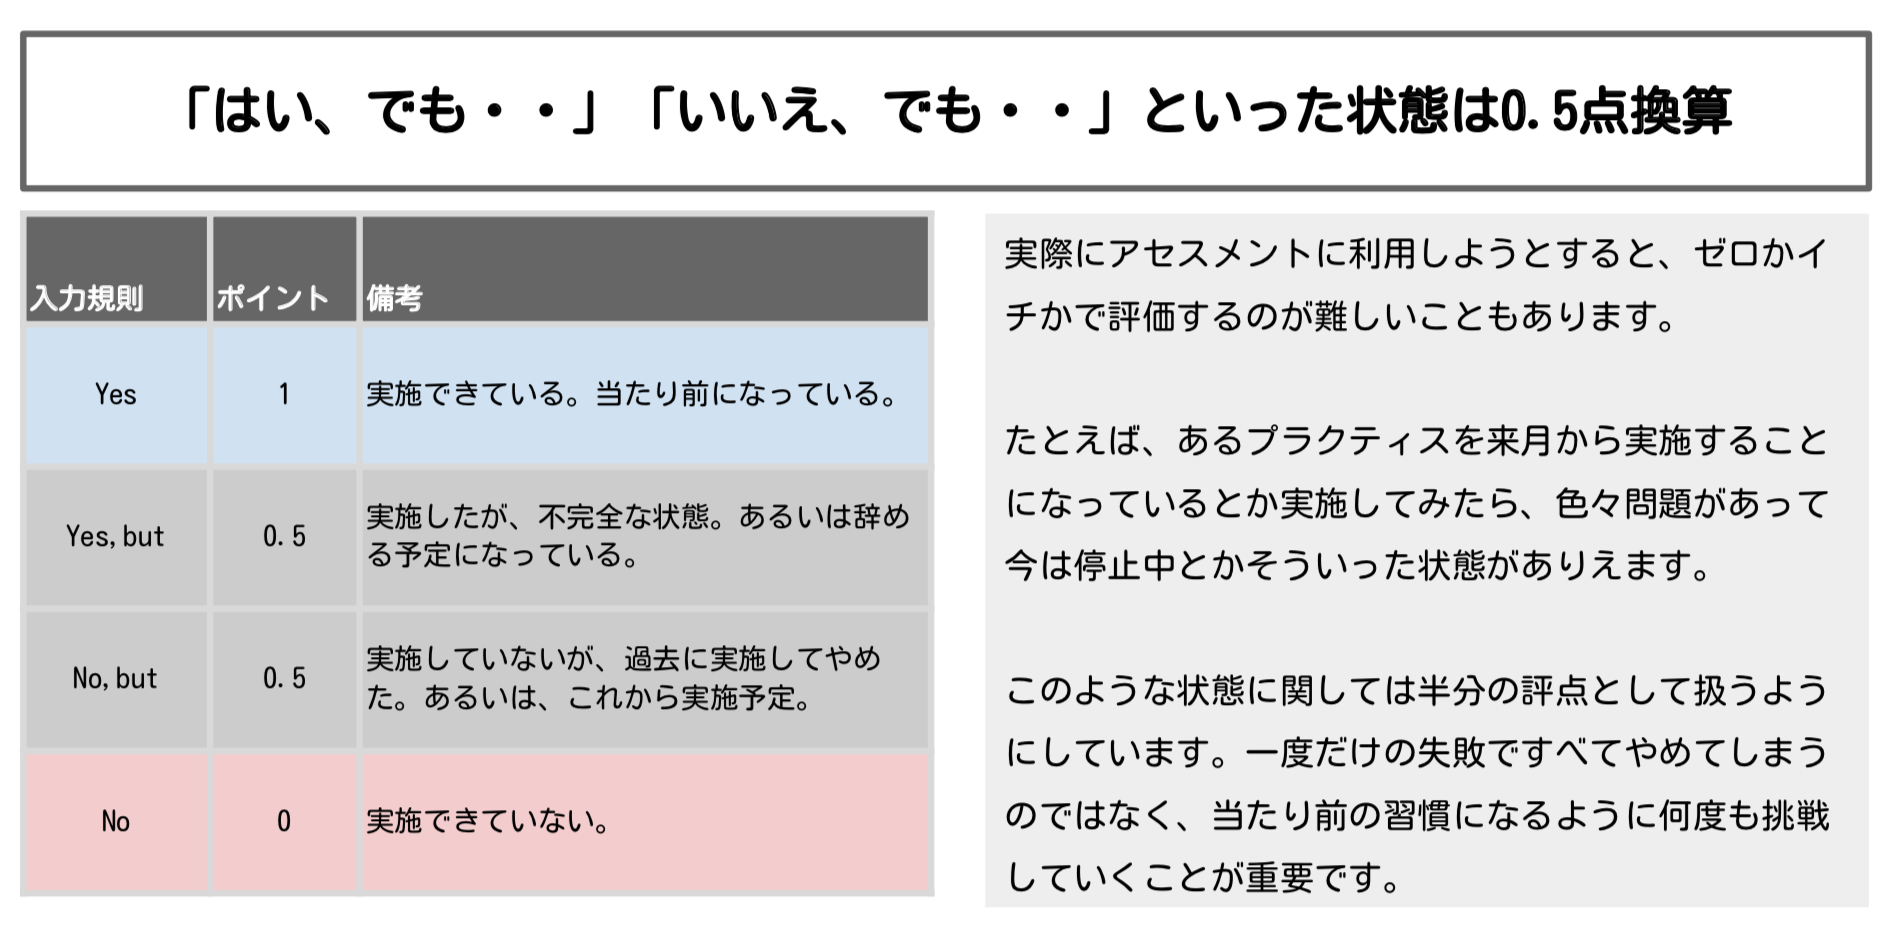 「はい、でも・・」「いいえ、でも・・」といった状態は0.5点換算
入力規則 ポイント 備考
Yes 1 実施できている。当たり前になっている。
Yes,but 0.5 実施したが、不完全な状態。あるいは辞め
る予定になっている。
No,but 0.5 実施していないが、過去に実施してやめ
た。あるいは、これから実施予定。
No 0 実施できていない。
実際にアセスメントに利用しようとすると、ゼロかイ
チかで評価するのが難しいこともあります。
たとえば、あるプラクティスを来月から実施すること
になっているとか実施してみたら、色々問題があって
今は停止中とかそういった状態がありえます。
このような状態に関しては半分の評点として扱うよう
にしています。一度だけの失敗ですべてやめてしまう
のではなく、当たり前の習慣になるように何度も挑戦
していくことが重要です。